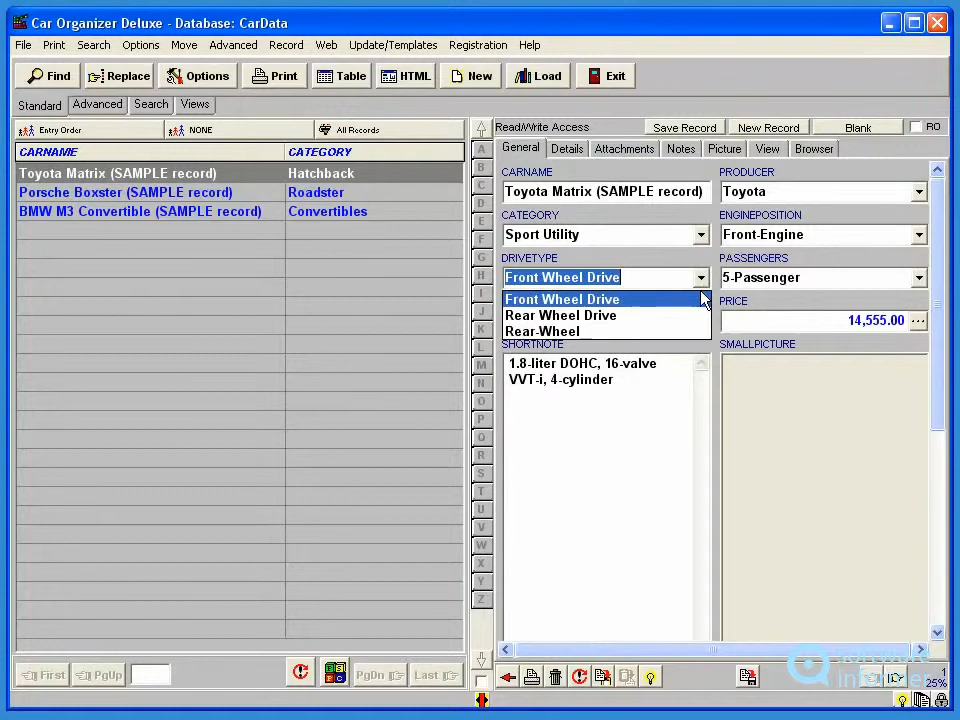 Car Organizer Deluxe - Database: CarData
File Print Search Options Move Advanced Record Web Update/Templates Registration Help
Find Replace Options Print Table HTML New Load Exit
Standard Advanced Search Views
Entry Order NONE All Records
CARNAME CATEGORY
Toyota Matrix (SAMPLE record) Hatchback
Porsche Boxster (SAMPLE record) Roadster
BMW M3 Convertible (SAMPLE record) Convertibles
A
B
C
D
E
F
G
H
I
J
K
L
M
N
O
P
Q
R
S
T
U
V
W
X
Y
Z
Read/Write Access Save Record New Record Blank RO
General Details Attachments Notes Picture View Browser
CARNAME PRODUCER
Toyota Matrix (SAMPLE record) Toyota
CATEGORY ENGINEPOSITION
Sport Utility Front-Engine
DRIVETYPE PASSENGERS
Front Wheel Drive 5-Passenger
Front Wheel Drive PRICE
Rear Wheel Drive 14,555.00
Rear-Wheel
SHORTNOTE SMALLPICTURE
1.8-liter DOHC, 16-valve
VVT-i, 4-cylinder
First PgUp PgDn Last
1
25%
software
informer